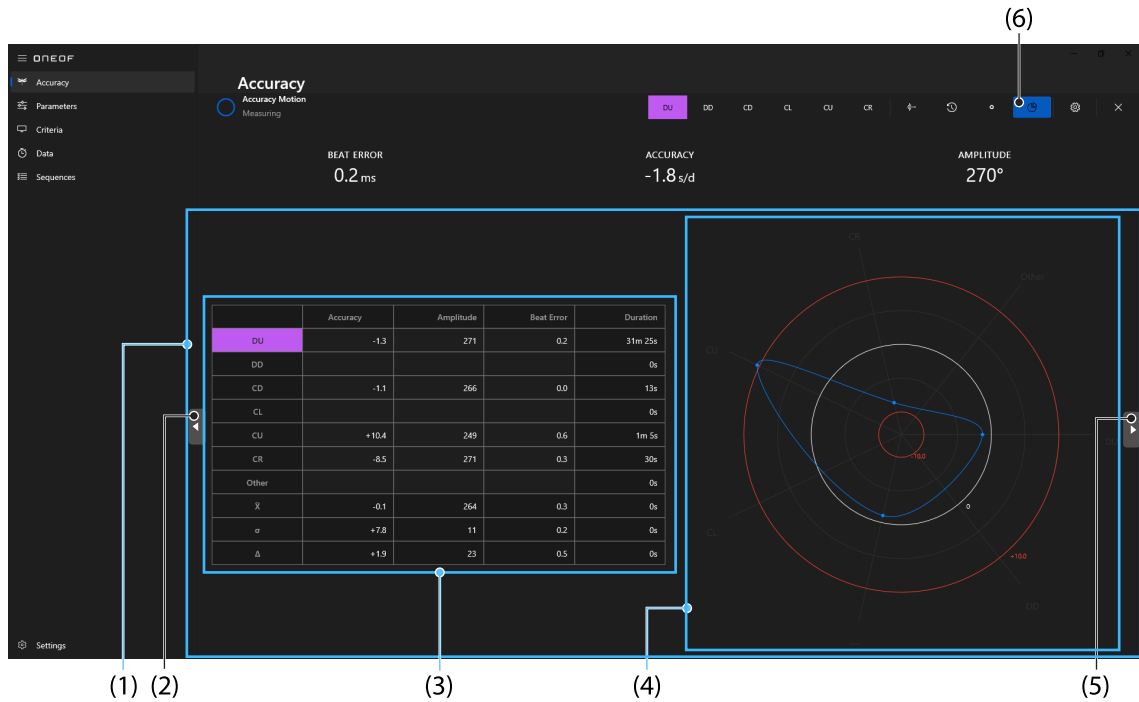 (6)
ONEOF
Accuracy
Parameters
Criteria
Data
Sequences
Settings
Accuracy
Accuracy Motion
Measuring
DU DD CD CL CU CR
BEAT ERROR
0.2 ms
ACCURACY
-1.8 s/d
AMPLITUDE
270°
Accuracy Amplitude Beat Error Duration
DU -1.3 271 0.2 31m 25s
DD 0s
CD -1.1 266 0.0 13s
CL 0s
CU +10.4 249 0.6 1m 5s
CR -8.5 271 0.3 30s
Other 0s
X̅ -0.1 264 0.3 0s
σ +7.8 11 0.2 0s
Δ +1.9 23 0.5 0s
CR
Other
CU
DU
-10.0
0
CL
+10.0
DD
(1) (2) (3) (4) (5)